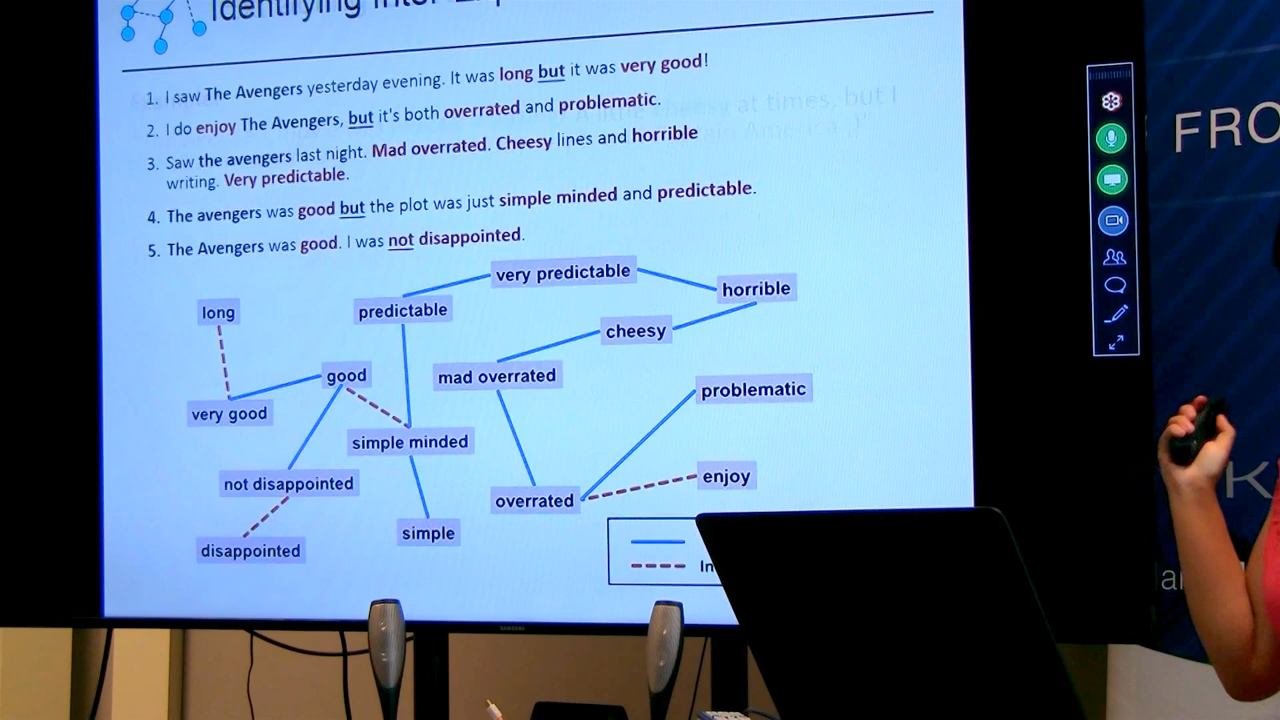 Identifying
1. I saw The Avengers yesterday evening. It was long but it was very good!
2. I do enjoy The Avengers, but it's both overrated and problematic.
3. Saw the avengers last night. Mad overrated. Cheesy lines and horrible
writing. Very predictable.
4. The avengers was good but the plot was just simple minded and predictable.
5. The Avengers was good. I was not disappointed.
very predictable
horrible
long
predictable
cheesy
good
mad overrated
problematic
very good
simple minded
not disappointed
enjoy
overrated
simple
disappointed
SAMSUNG